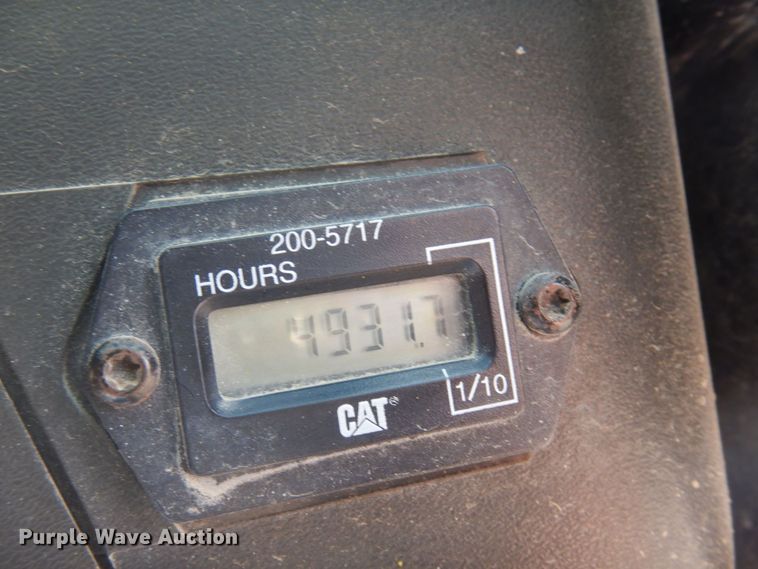 200-5717
HOURS
4931.7
1/10
CAT®
Purple Wave Auction